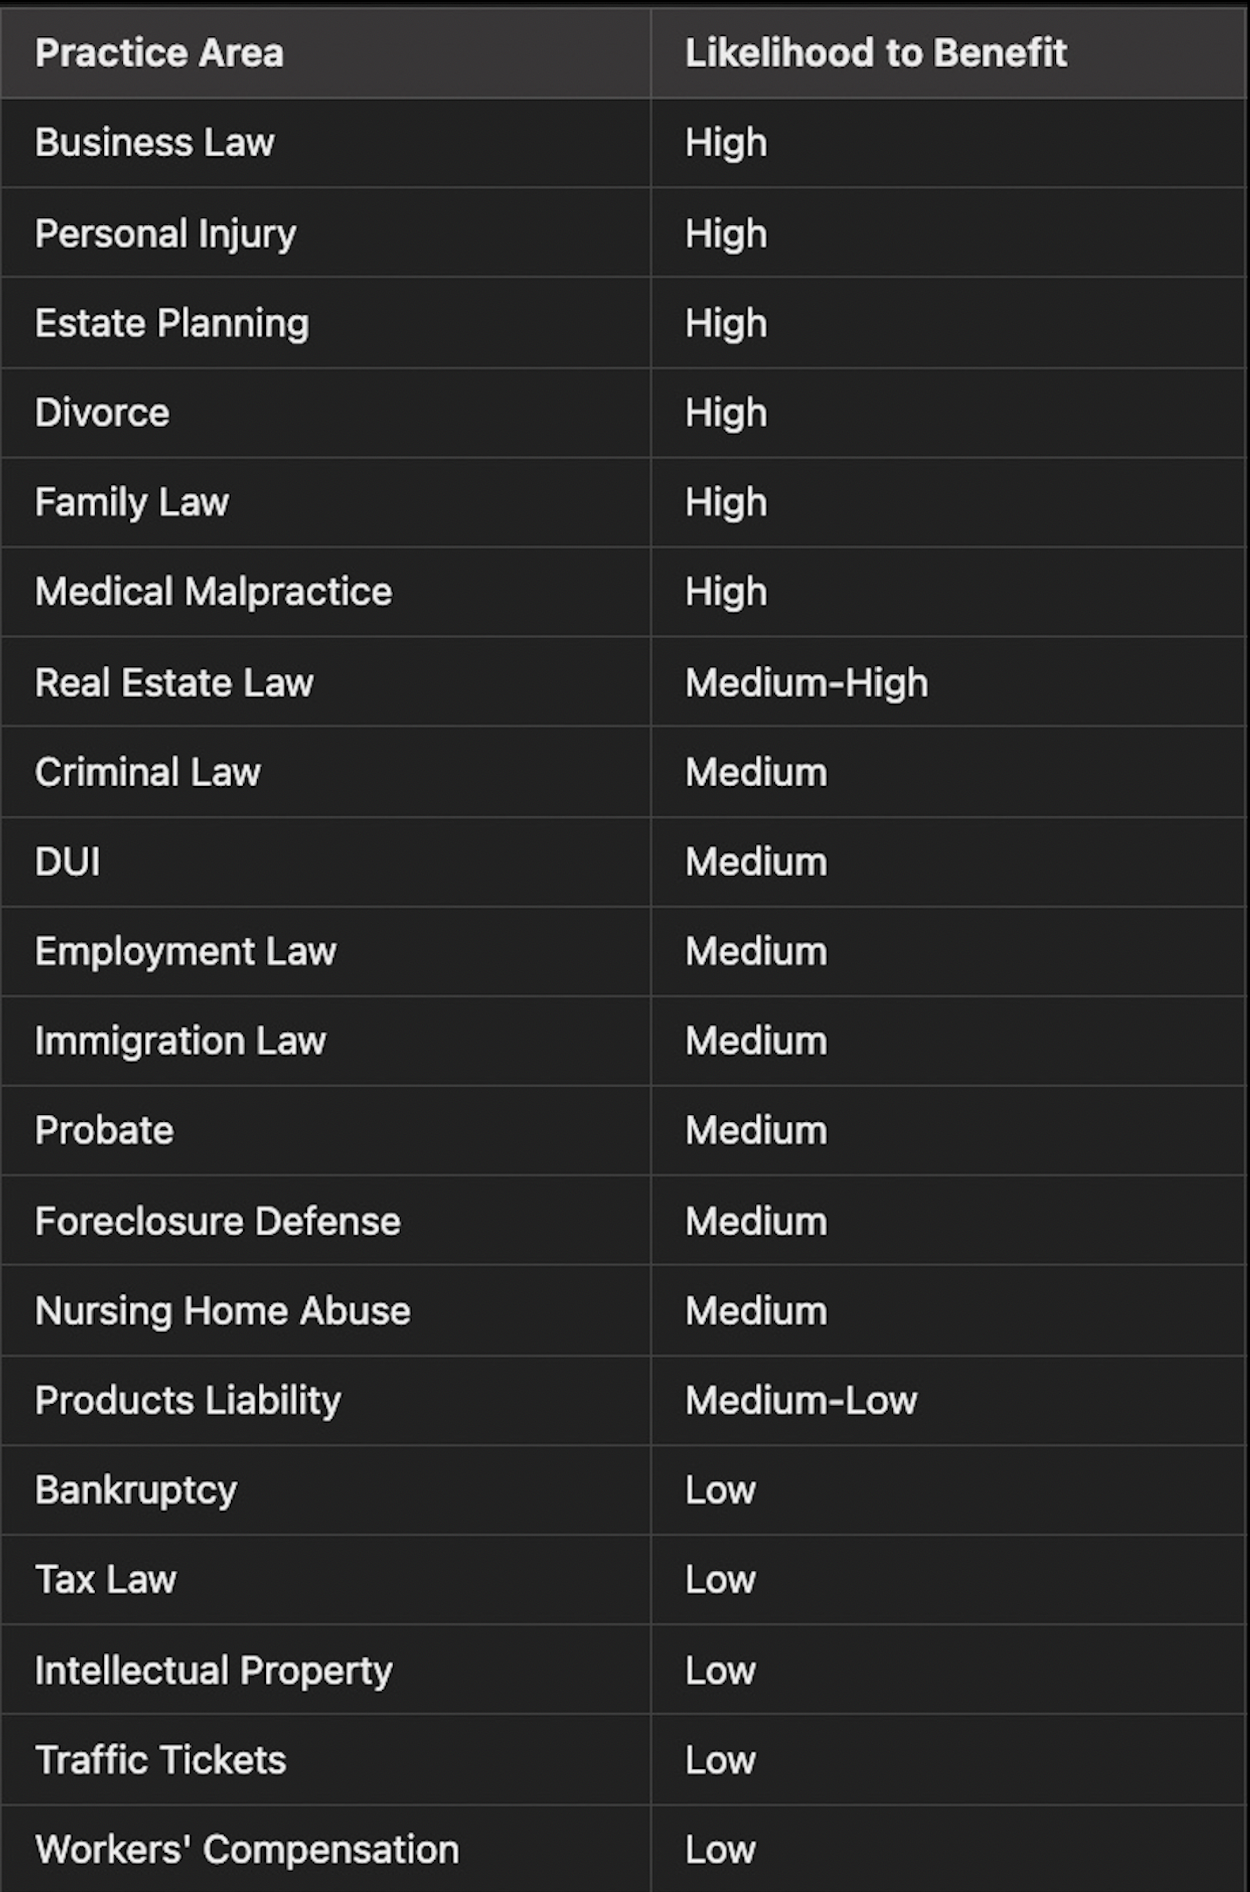 Practice Area Likelihood to Benefit
Business Law High
Personal Injury High
Estate Planning High
Divorce High
Family Law High
Medical Malpractice High
Real Estate Law Medium-High
Criminal Law Medium
DUI Medium
Employment Law Medium
Immigration Law Medium
Probate Medium
Foreclosure Defense Medium
Nursing Home Abuse Medium
Products Liability Medium-Low
Bankruptcy Low
Tax Law Low
Intellectual Property Low
Traffic Tickets Low
Workers' Compensation Low